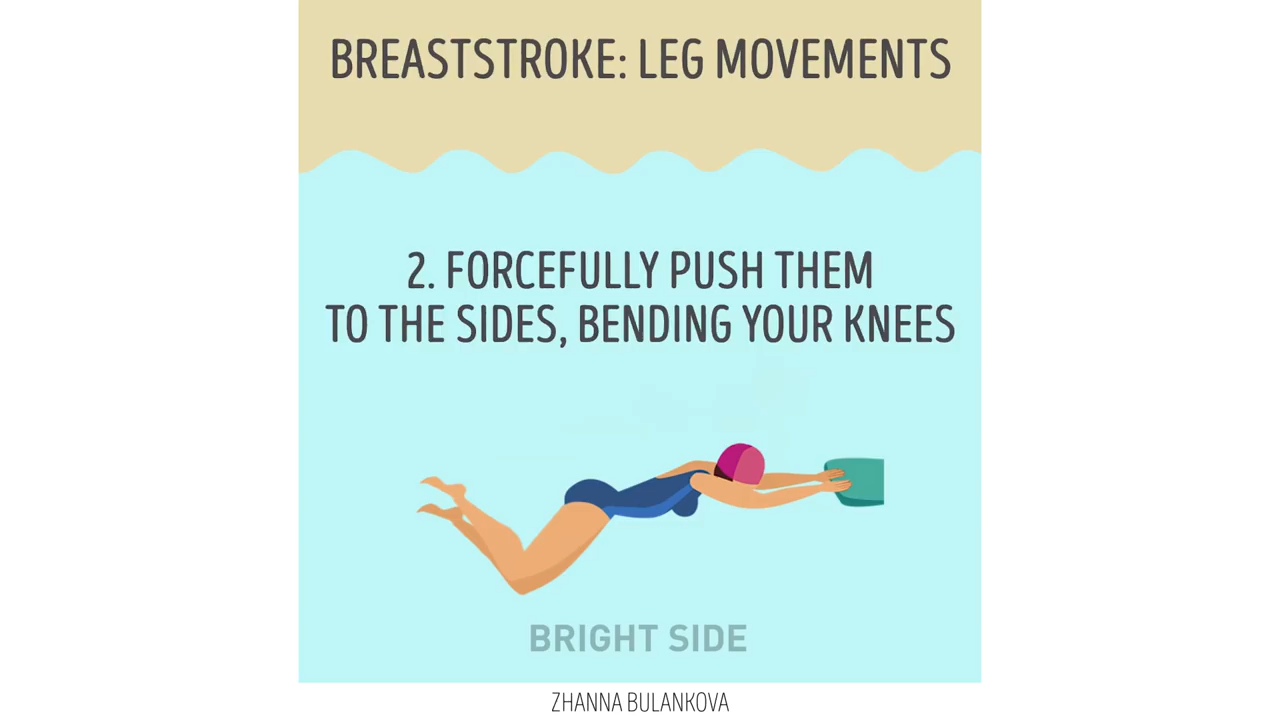 BREASTSTROKE: LEG MOVEMENTS
2. FORCEFULLY PUSH THEM
TO THE SIDES, BENDING YOUR KNEES
BRIGHT SIDE
ZHANNA BULANKOVA